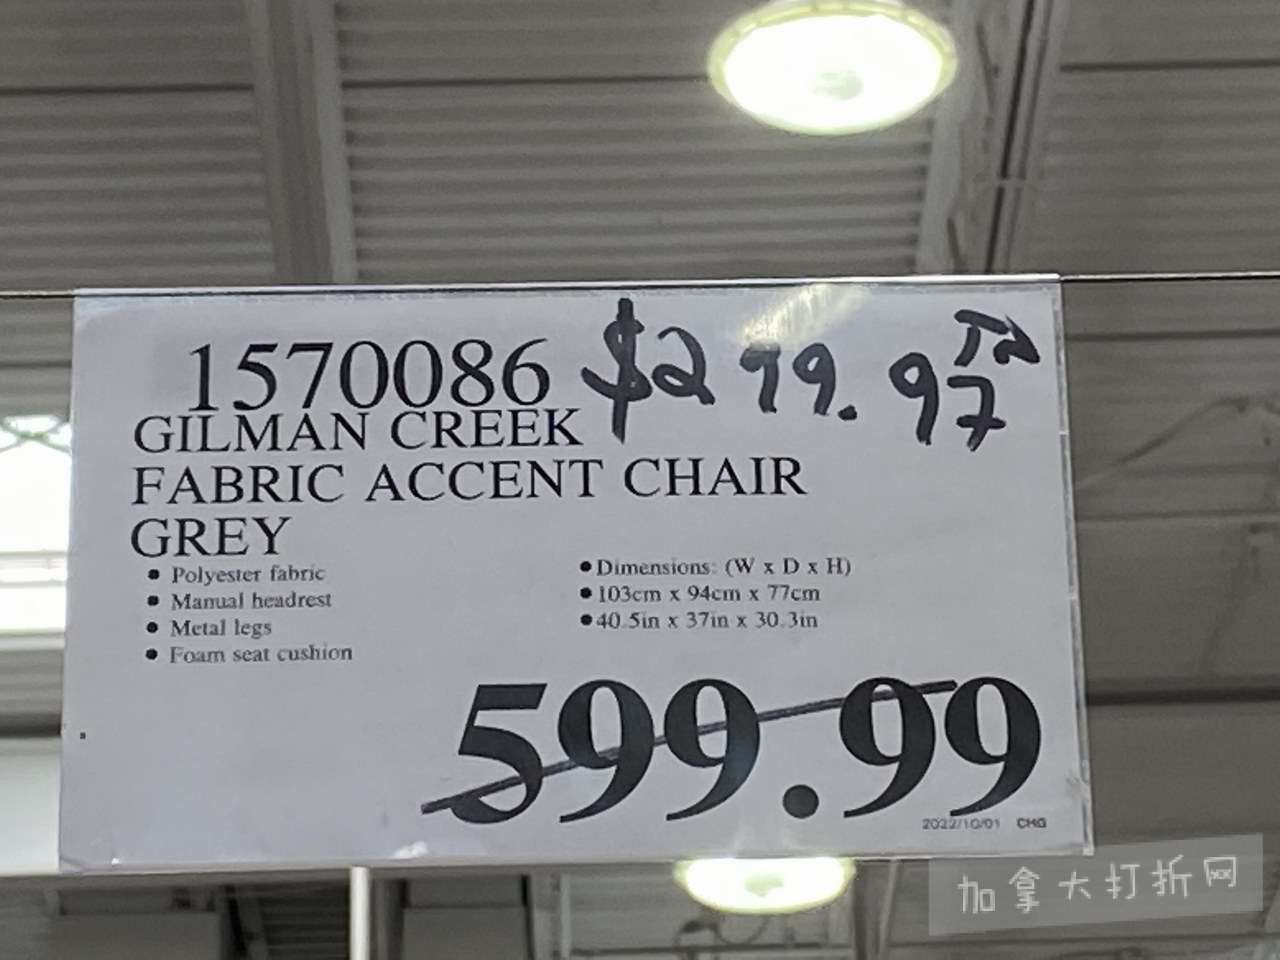 1570086 $299.97
GILMAN CREEK
FABRIC ACCENT CHAIR
GREY
• Polyester fabric
• Manual headrest
• Metal legs
• Foam seat cushion
• Dimensions: (W x D x H)
• 103cm x 94cm x 77cm
• 40.5in x 37in x 30.3in
599.99
2022/10/01 CHG
加拿大打折网